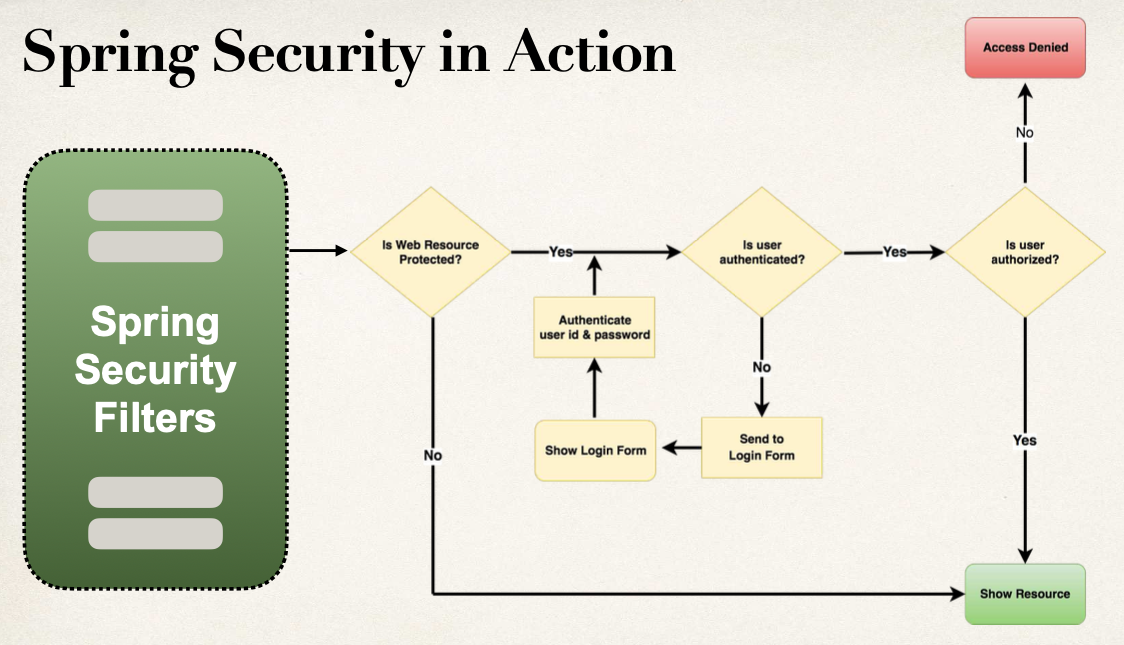 Spring Security in Action
Access Denied
No
Spring
Security
Filters
Is Web Resource
Protected?
Yes
Is user
authenticated?
Yes
Is user
authorized?
Authenticate
user id & password
No
Show Login Form
Send to
Login Form
No
Yes
Show Resource